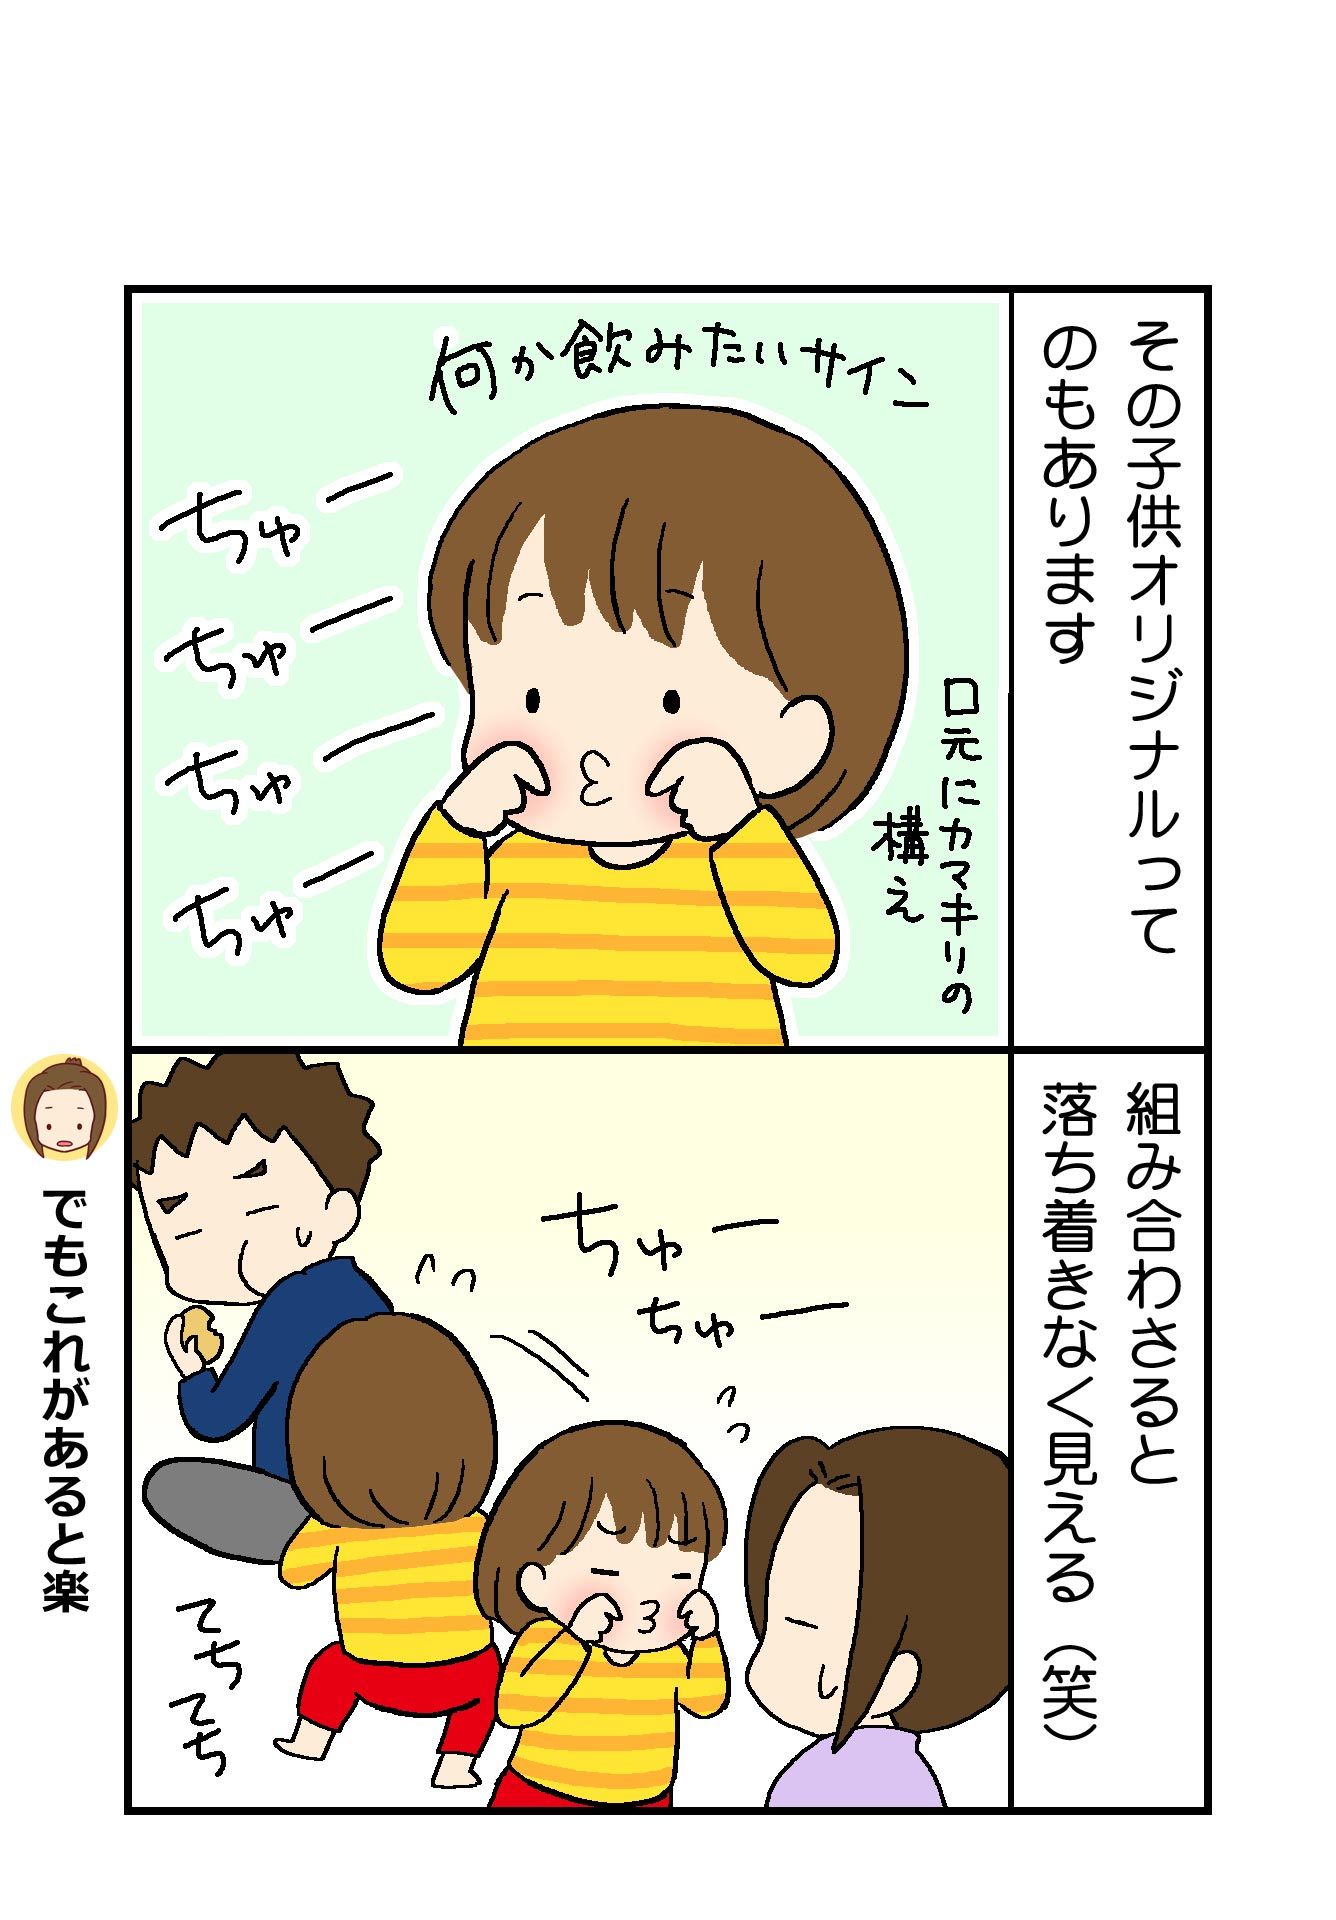 その子供オリジナルって
のもあります
何か飲みたいサイン
口元にカマキリの
構え
ちゅー
ちゅー
ちゅー
ちゅー
組み合わさると
落ち着きなく見える（笑）
ちゅー
ちゅー
てち
てち
でもこれがあると楽